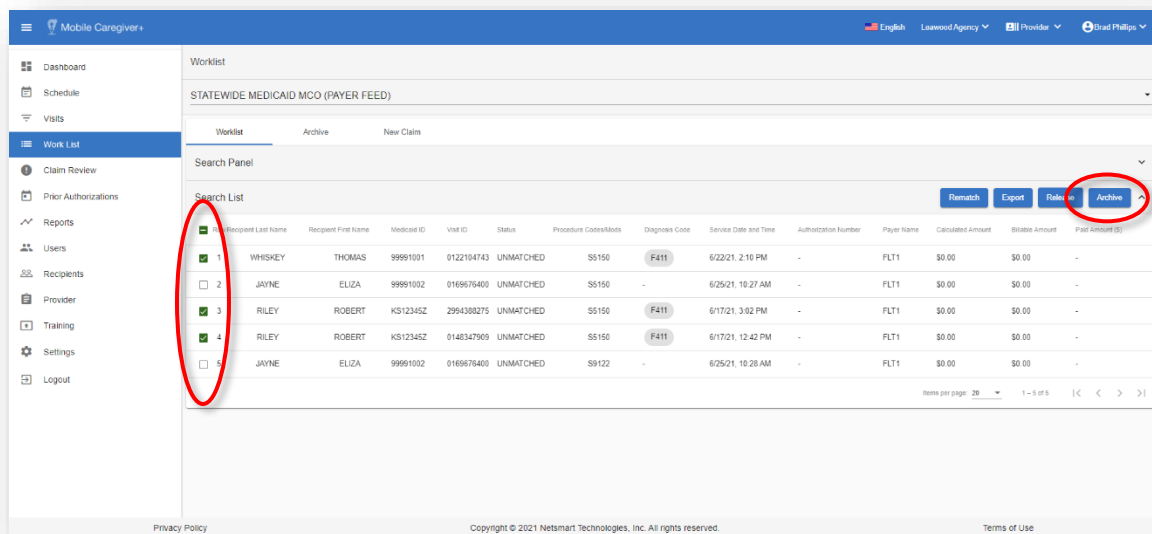 Mobile Caregiver+ English Leawood Agency Provider Brad Phillips
Dashboard
Schedule
Visits
Work List
Claim Review
Prior Authorizations
Reports
Users
Recipients
Provider
Training
Settings
Logout
Worklist
STATEWIDE MEDICAID MCO (PAYER FEED)
Worklist Archive New Claim
Search Panel
Search List Rematch Export Release Archive
Recipient Last Name Recipient First Name Medicaid ID Visit ID Status Procedure Codes/Mods Diagnosis Code Service Date and Time Authorization Number Payer Name Calculated Amount Billable Amount Paid Amount ($)
1 WHISKEY THOMAS 99991001 0122104743 UNMATCHED S5150 F411 6/22/21, 2:10 PM - FLT1 $0.00 $0.00 -
2 JAYNE ELIZA 99991002 0169676400 UNMATCHED S5150 - 6/25/21, 10:27 AM - FLT1 $0.00 $0.00 -
3 RILEY ROBERT KS12345Z 2994388275 UNMATCHED S5150 F411 6/17/21, 3:02 PM - FLT1 $0.00 $0.00 -
4 RILEY ROBERT KS12345Z 0148347909 UNMATCHED S5150 F411 6/17/21, 12:42 PM - FLT1 $0.00 $0.00 -
5 JAYNE ELIZA 99991002 0169676400 UNMATCHED S9122 - 6/25/21, 10:28 AM - FLT1 $0.00 $0.00 -
Items per page: 20 1 – 5 of 5
Privacy Policy Copyright © 2021 Netsmart Technologies, Inc. All rights reserved. Terms of Use